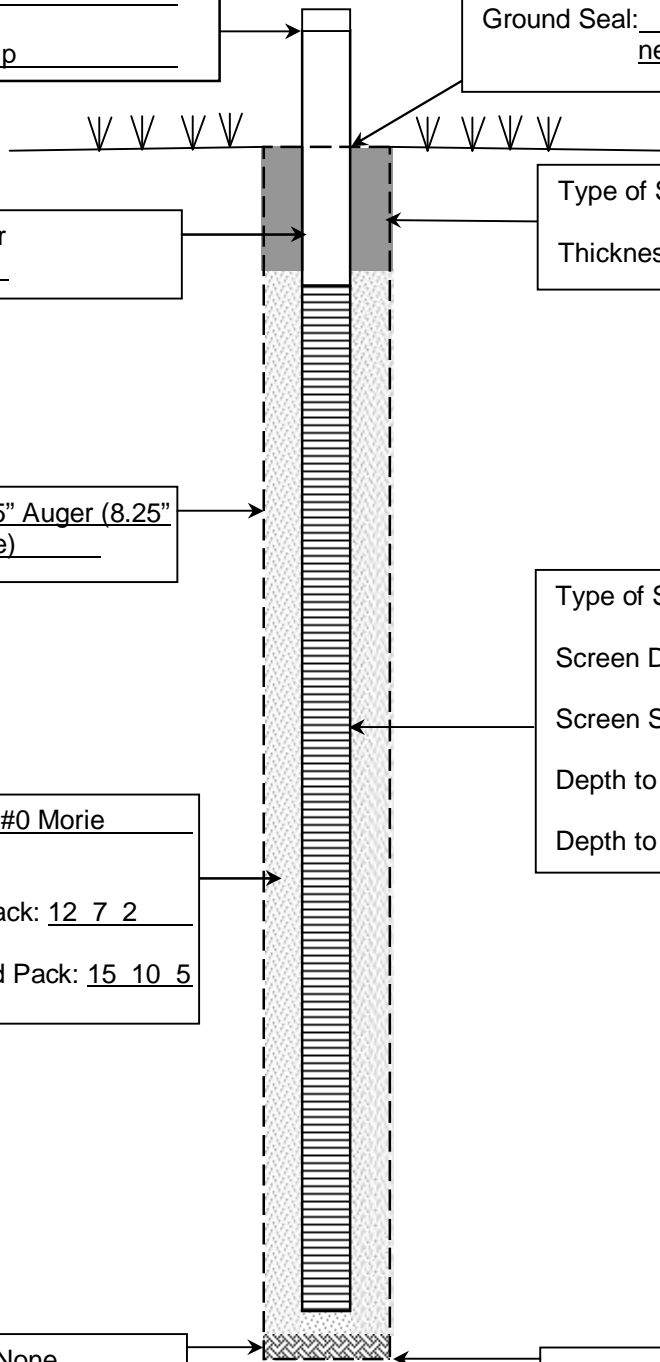 p
Ground Seal:
ne
Type of S
Thicknes
r
5” Auger (8.25”
e)
Type of S
Screen D
Screen S
Depth to
Depth to
#0 Morie
ack: 12 7 2
d Pack: 15 10 5
None